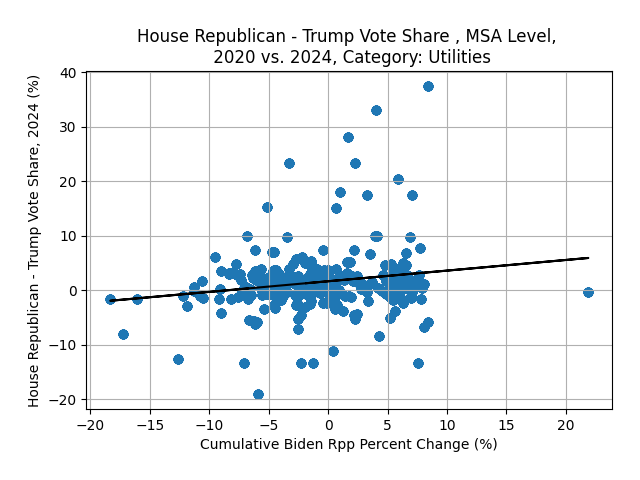 House Republican - Trump Vote Share , MSA Level,
2020 vs. 2024, Category: Utilities
House Republican - Trump Vote Share, 2024 (%)
40
30
20
10
0
−10
−20
−20 −15 −10 −5 0 5 10 15 20
Cumulative Biden Rpp Percent Change (%)